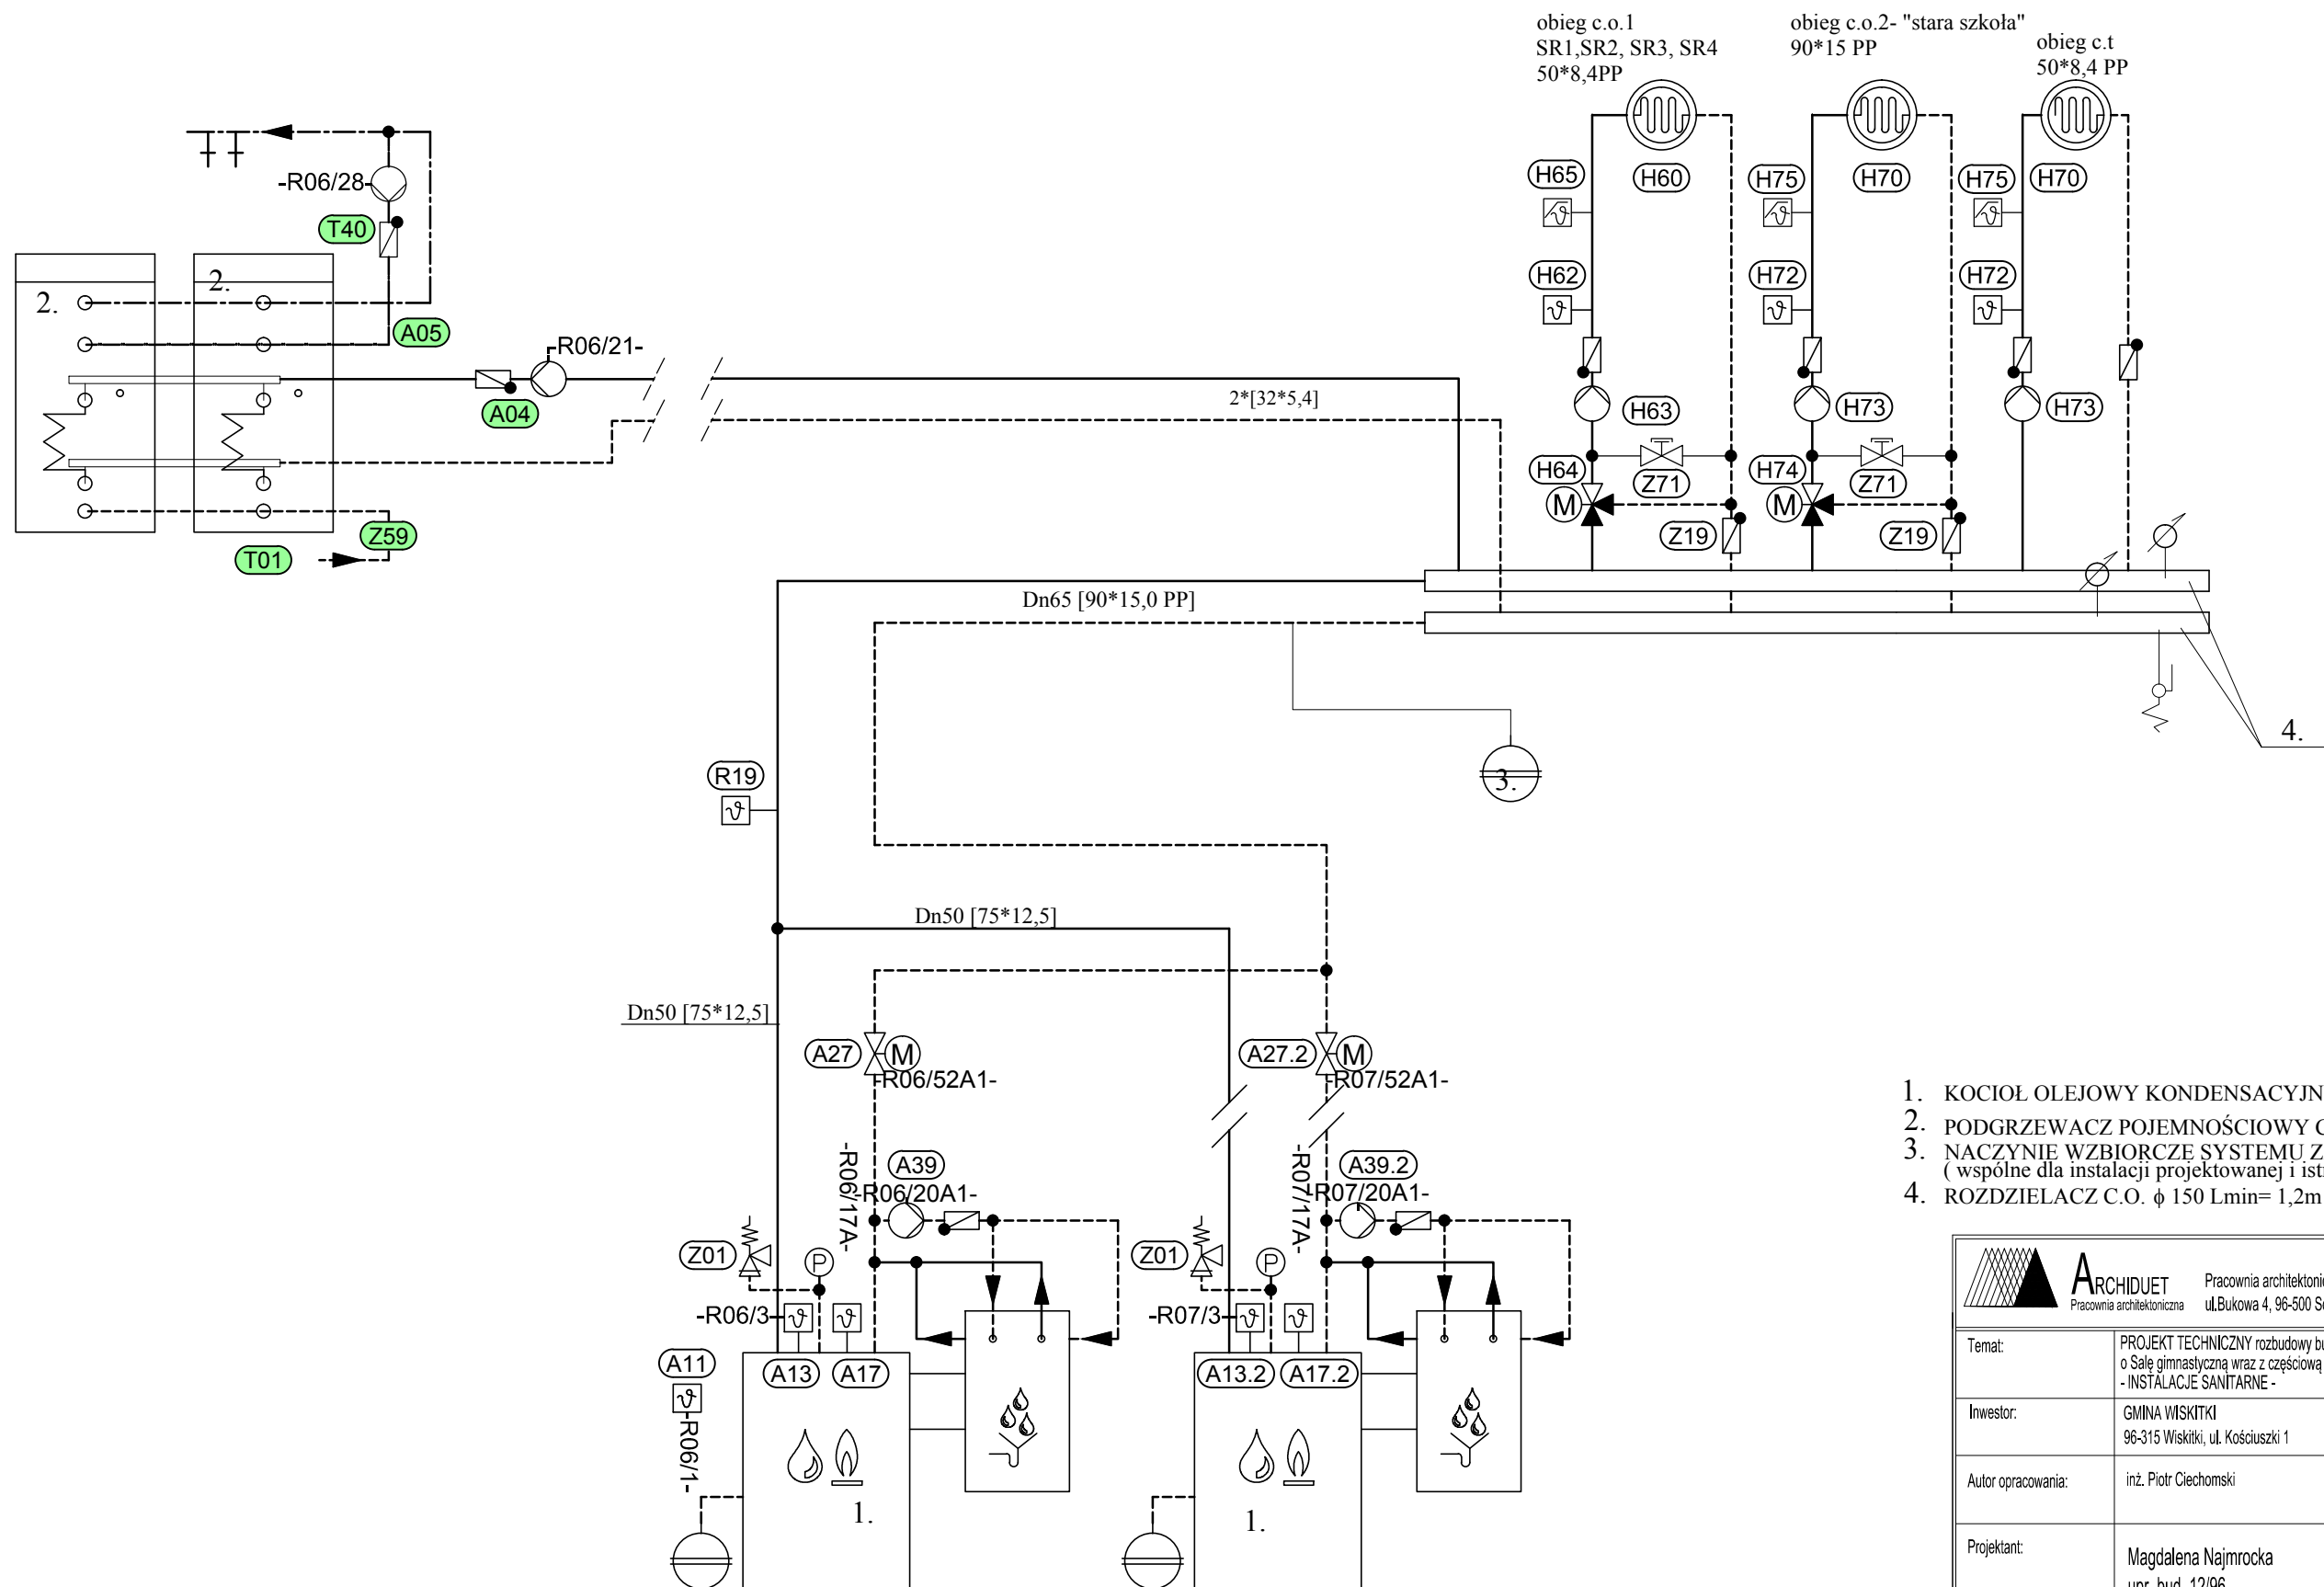 obieg c.o.1
SR1,SR2, SR3, SR4
50*8,4PP
obieg c.o.2- "stara szkoła"
90*15 PP
obieg c.t
50*8,4 PP
-R06/28-
T40
2.
2.
A05
-R06/21-
A04
Z59
T01
2*[32*5,4]
H65
H60
H75
H70
H75
H70
H62
H72
H72
H63
H73
H73
H64
M
Z71
H74
M
Z71
Z19
Z19
Dn65 [90*15,0 PP]
3.
4.
R19
Dn50 [75*12,5]
Dn50 [75*12,5]
A27
M
-R06/52A1-
A27.2
M
-R07/52A1-
-R06/17A-
A39
-R06/20A1-
-R07/17A-
A39.2
-R07/20A1-
Z01
P
Z01
P
-R06/3
-R07/3
A11
A13
A17
A13.2
A17.2
-R06/1-
1.
1.
1. KOCIOŁ OLEJOWY KONDENSACYJN
2. PODGRZEWACZ POJEMNOŚCIOWY
3. NACZYNIE WZBIORCZE SYSTEMU Z
( wspólne dla instalacji projektowanej i
4. ROZDZIELACZ C.O. ϕ 150 Lmin= 1,2m
ARCHIDUET
Pracownia architektoniczna
Pracownia
ul.Bukowa 4, 96-500
Temat:
PROJEKT TECHNICZNY rozbudowy
o Salę gimnastyczną wraz z częściową
- INSTALACJE SANITARNE -
Inwestor:
GMINA WISKITKI
96-315 Wiskitki, ul. Kościuszki 1
Autor opracowania:
inż. Piotr Ciechomski
Projektant:
Magdalena Najmrocka
upr. bud. 12/96